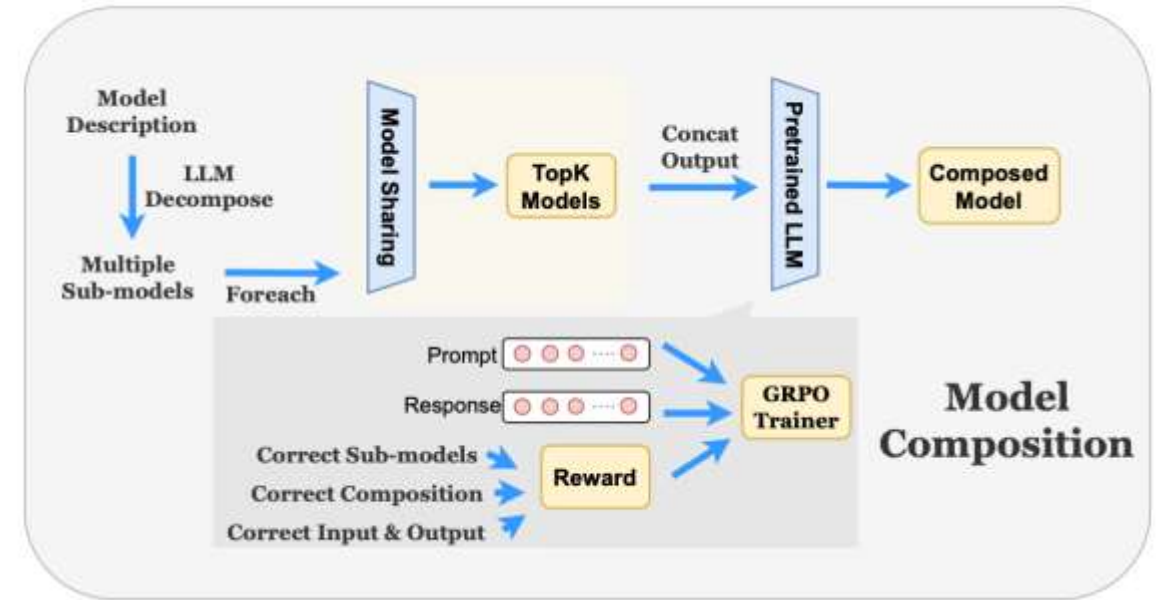 Model
Description
LLM
Decompose
Multiple
Sub-models
Foreach
Model Sharing
TopK
Models
Concat
Output
Pretrained LLM
Composed
Model
Prompt
Response
Correct Sub-models
Correct Composition
Correct Input & Output
Reward
GRPO
Trainer
Model
Composition